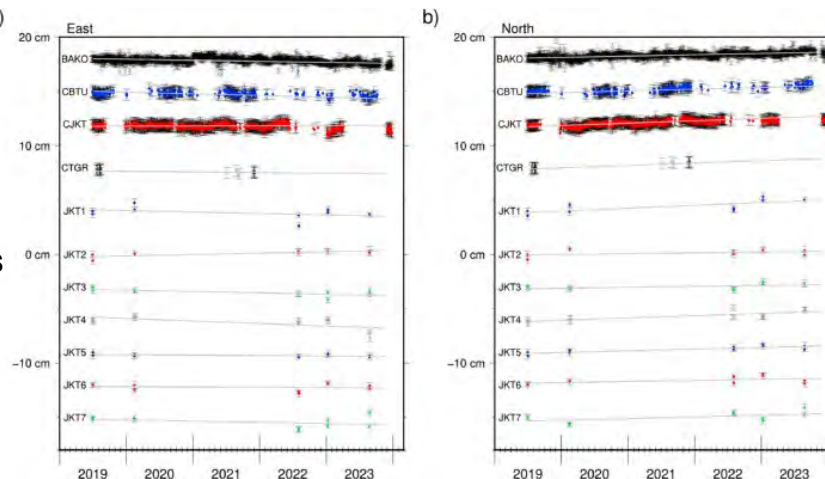 )
East
20 cm
BAKO
CBTU
CJKT
10 cm
CTGR
JKT1
0 cm
JKT2
s
JKT3
JKT4
JKT5
−10 cm
JKT6
JKT7
2019 2020 2021 2022 2023
b)
North
20 cm
BAKO
CBTU
CJKT
10 cm
CTGR
JKT1
0 cm
JKT2
JKT3
JKT4
JKT5
−10 cm
JKT6
JKT7
2019 2020 2021 2022 2023